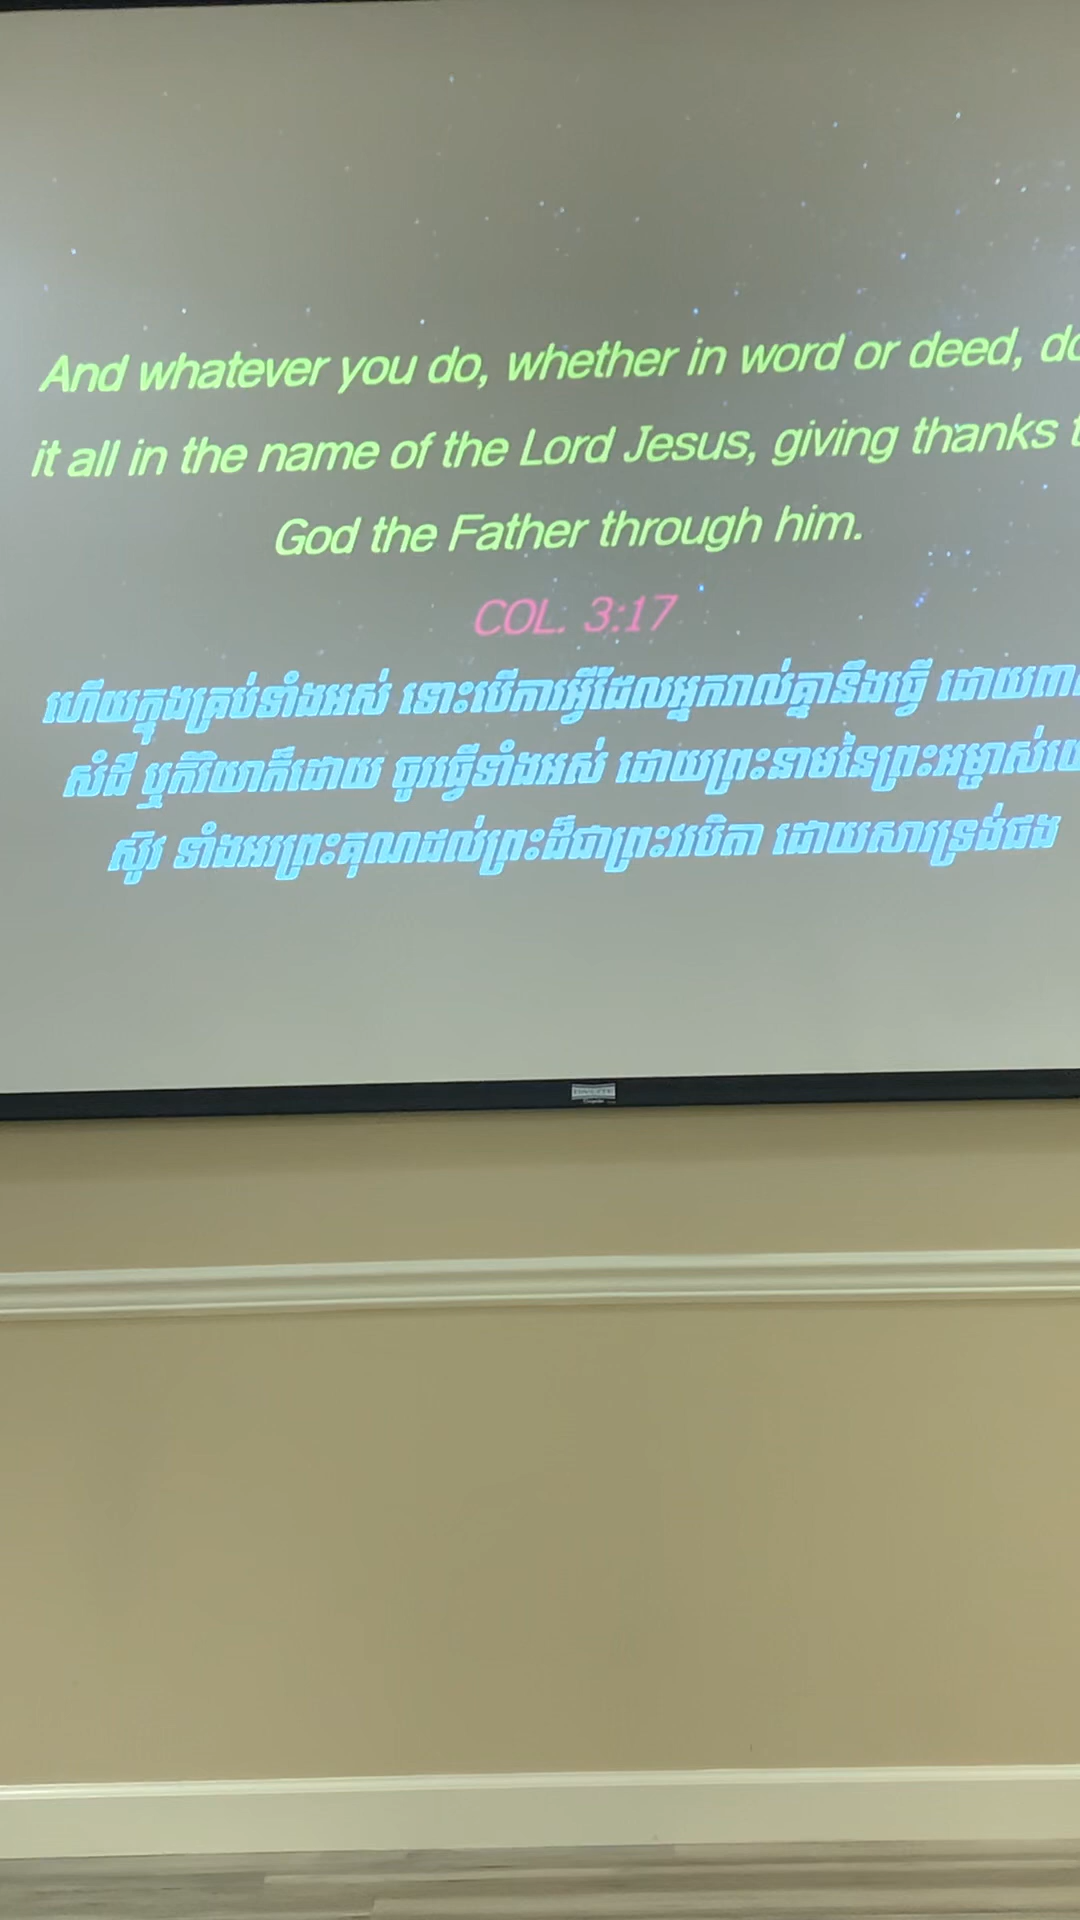 And whatever you do, whether in word or deed, do
it all in the name of the Lord Jesus, giving thanks t
God the Father through him.
COL. 3:17
ហើយក្នុងគ្រប់ទាំងអស់ ទោះបើការអ្វីដែលអ្នករាល់គ្នានឹងធ្វើ ដោយពា
សំដី ឬកិរិយាក៏ដោយ ចូរធ្វើទាំងអស់ ដោយព្រះនាមនៃព្រះអម្ចាស់យេ
ស៊ូវ ទាំងអរព្រះគុណដល់ព្រះដ៏ជាព្រះវរបិតា ដោយសារទ្រង់ផង